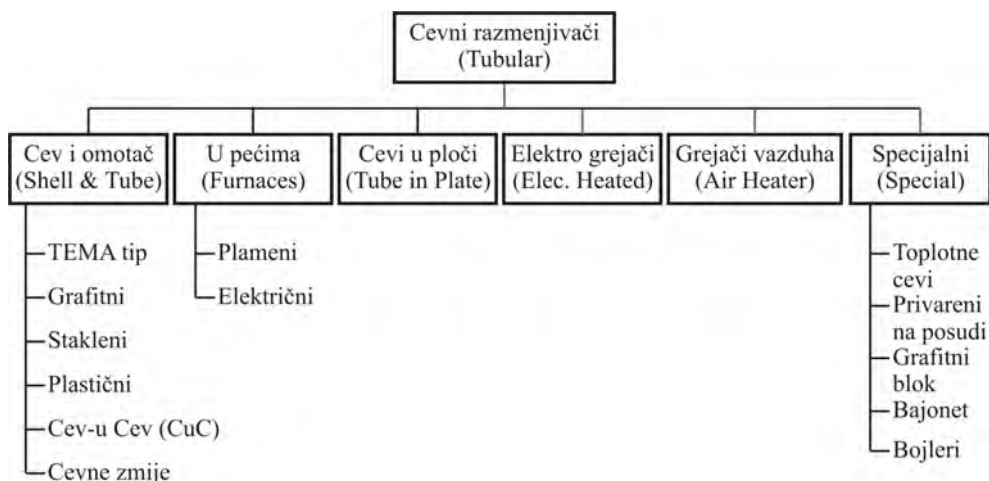 Cevni razmenjivači
(Tubular)
Cev i omotač
(Shell & Tube)
U pećima
(Furnaces)
Cevi u ploči
(Tube in Plate)
Elektro grejači
(Elec. Heated)
Grejači vazduha
(Air Heater)
Specijalni
(Special)
TEMA tip
Grafitni
Stakleni
Plastični
Cev-u Cev (CuC)
Cevne zmije
Plameni
Električni
Toplotne
cevi
Privareni
na posudi
Grafitni
blok
Bajonet
Bojleri